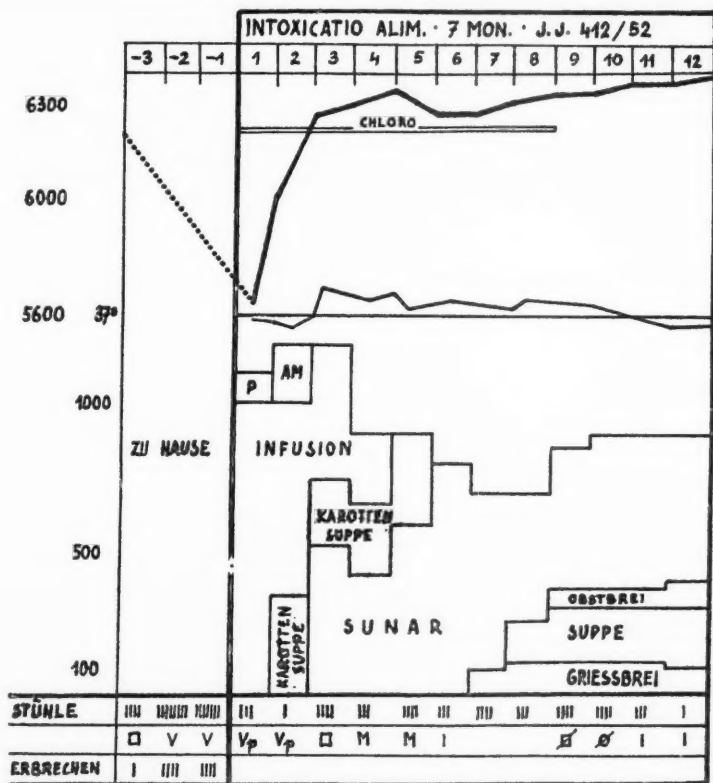 INTOXICATIO ALIM. · 7 MON. · J.J. 412/52
-3 -2 -1 1 2 3 4 5 6 7 8 9 10 11 12
6300
CHLORO
6000
5600 37°
P AM
1000
ZU HAUSE INFUSION
KAROTTEN
SUPPE
500
KAROTTEN
SUPPE
SUNAR
OBSTBREI
SUPPE
100
GRIESSBREI
STÜHLE
V V Vp Vp M M I I I
ERBRECHEN